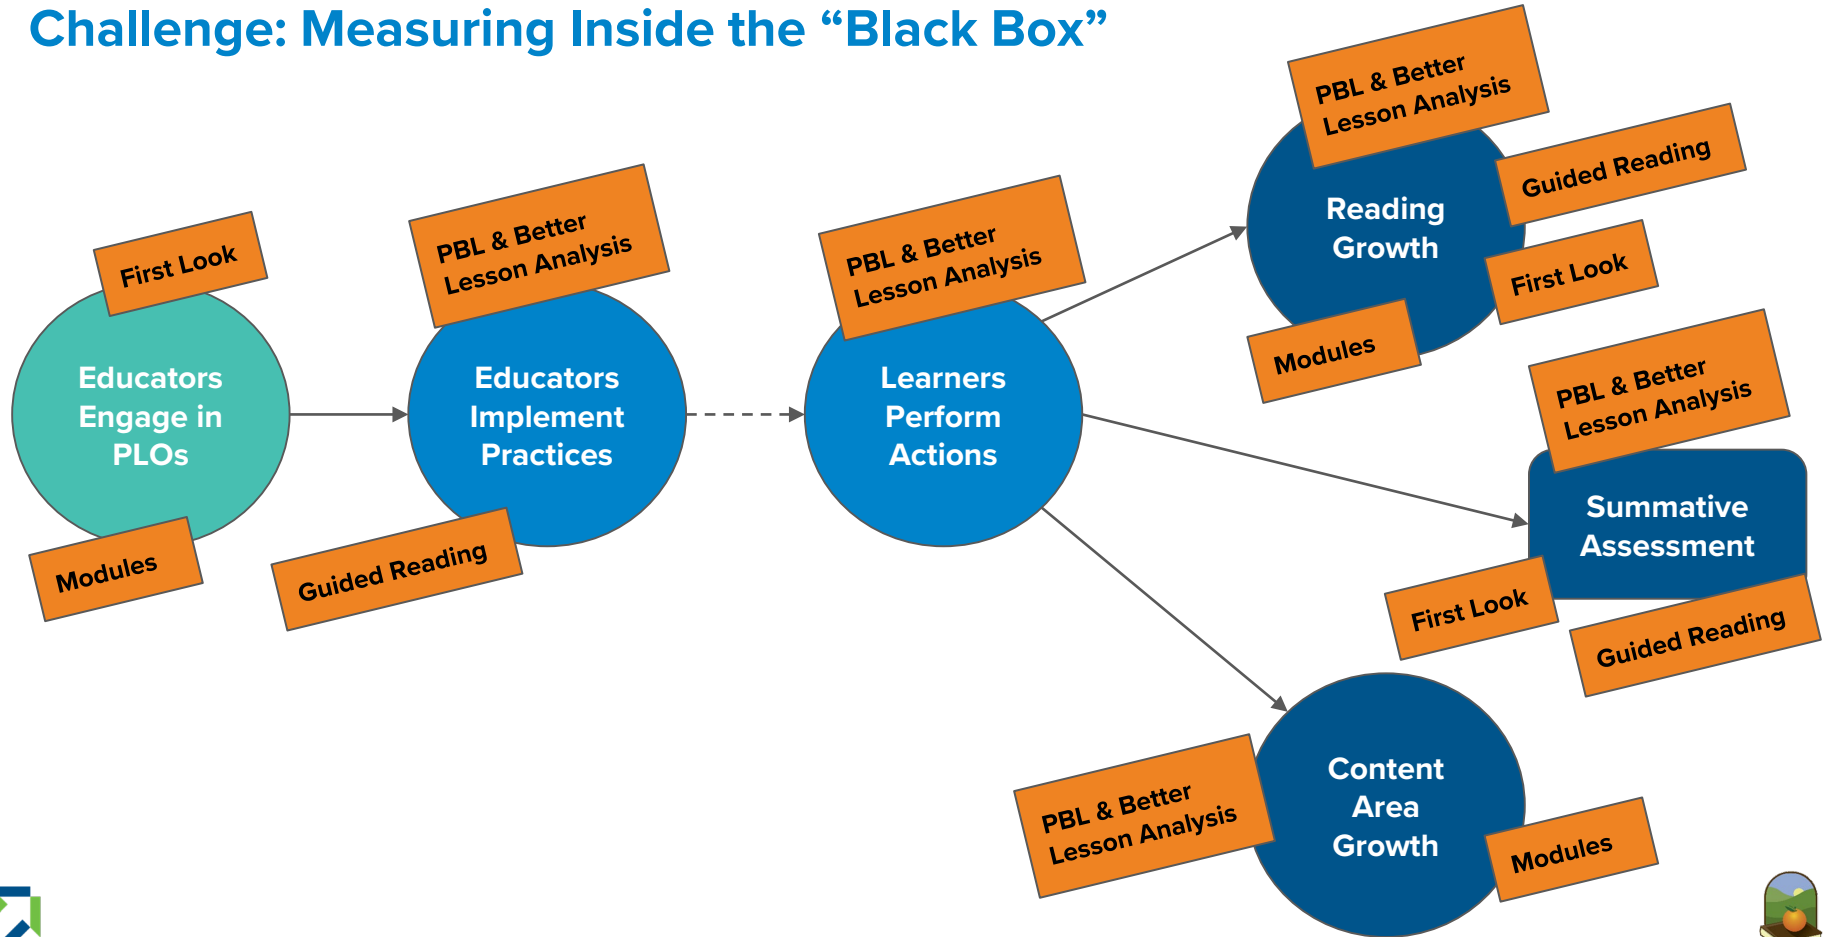 Challenge: Measuring Inside the “Black Box”
First Look
Educators
Engage in
PLOs
Modules
PBL & Better
Lesson Analysis
Educators
Implement
Practices
Guided Reading
PBL & Better
Lesson Analysis
Learners
Perform
Actions
PBL & Better
Lesson Analysis
Guided Reading
Reading
Growth
First Look
Modules
PBL & Better
Lesson Analysis
Summative
Assessment
First Look
Guided Reading
PBL & Better
Lesson Analysis
Content
Area
Growth
Modules